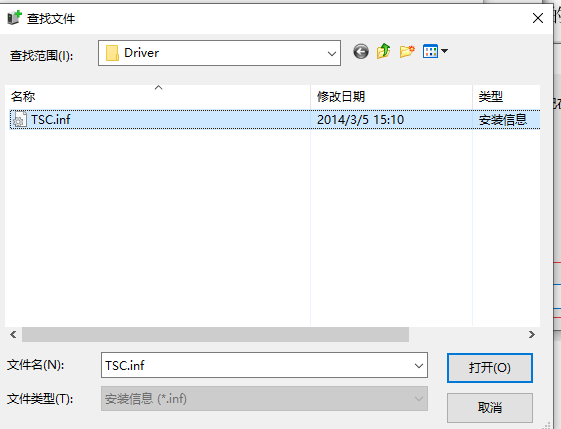 查找文件
查找范围(I):
Driver
名称 修改日期 类型
TSC.inf 2014/3/5 15:10 安装信息
文件名(N): TSC.inf 打开(O)
文件类型(T): 安装信息 (*.inf) 取消